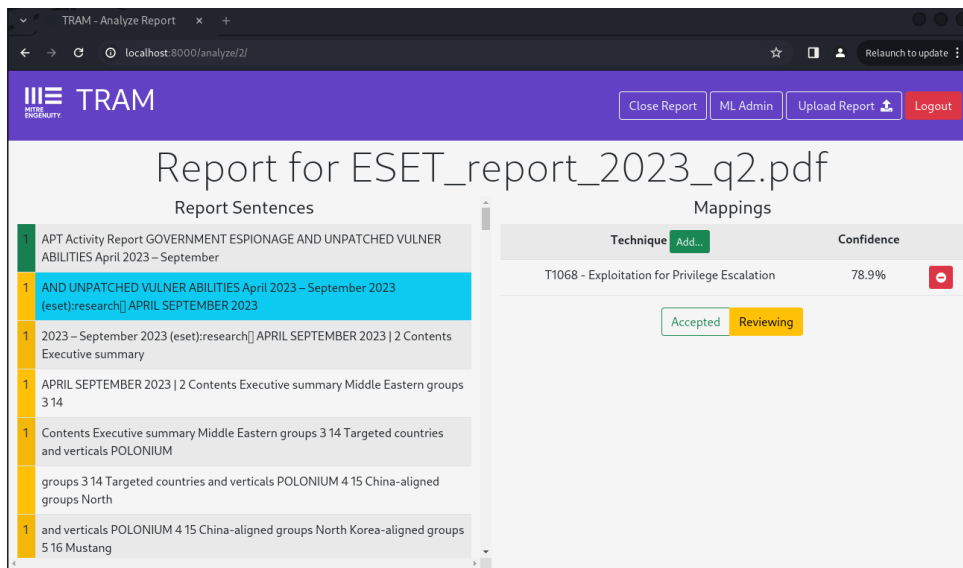 TRAM - Analyze Report
localhost:8000/analyze/2/
Relaunch to update
MITRE
ENGENUITY.
TRAM
Close Report
ML Admin
Upload Report
Logout
Report for ESET_report_2023_q2.pdf
Report Sentences
1 APT Activity Report GOVERNMENT ESPIONAGE AND UNPATCHED VULNER
ABILITIES April 2023 – September
1 AND UNPATCHED VULNER ABILITIES April 2023 – September 2023
(eset):research▯ APRIL SEPTEMBER 2023
1 2023 – September 2023 (eset):research▯ APRIL SEPTEMBER 2023 | 2 Contents
Executive summary
1 APRIL SEPTEMBER 2023 | 2 Contents Executive summary Middle Eastern groups
3 14
1 Contents Executive summary Middle Eastern groups 3 14 Targeted countries
and verticals POLONIUM
groups 3 14 Targeted countries and verticals POLONIUM 4 15 China-aligned
groups North
1 and verticals POLONIUM 4 15 China-aligned groups North Korea-aligned groups
5 16 Mustang
Mappings
Technique Add... Confidence
T1068 - Exploitation for Privilege Escalation 78.9%
Accepted Reviewing